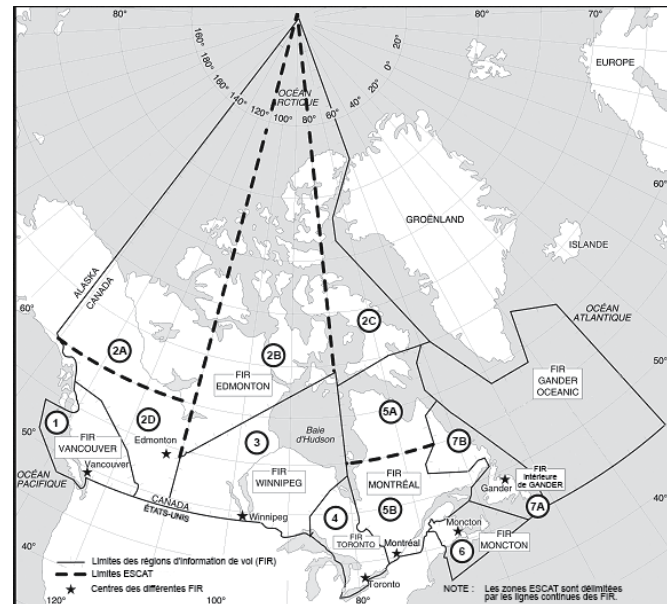 80°
90°
80°
70°
160°
160°
160°
140°
120°
100°
80°
60°
40°
20°
0°
20°
OCÉAN
ARCTIQUE
EUROPE
70°
60°
GROËNLAND
ISLANDE
ALASKA
CANADA
60°
OCÉAN
ATLANTIQUE
2A
2B
2C
FIR
EDMONTON
FIR
GANDER
OCEANIC
50°
1
2D
3
5A
7B
Baie
d'Hudson
Edmonton
FIR
VANCOUVER
Vancouver
FIR
WINNIPEG
FIR
MONTRÉAL
Gander
FIR
Intérieure
de GANDER
7A
50°
OCÉAN
PACIFIQUE
CANADA
ÉTATS-UNIS
Winnipeg
4
5B
FIR
TORONTO
Montréal
Moncton
FIR
MONCTON
6
40°
40°
Toronto
Limites des régions d'information de vol (FIR)
Limites ESCAT
Centres des différentes FIR
NOTE : Les zones ESCAT sont délimitées
par les lignes continues des FIR.
120°
100°
80°
60°